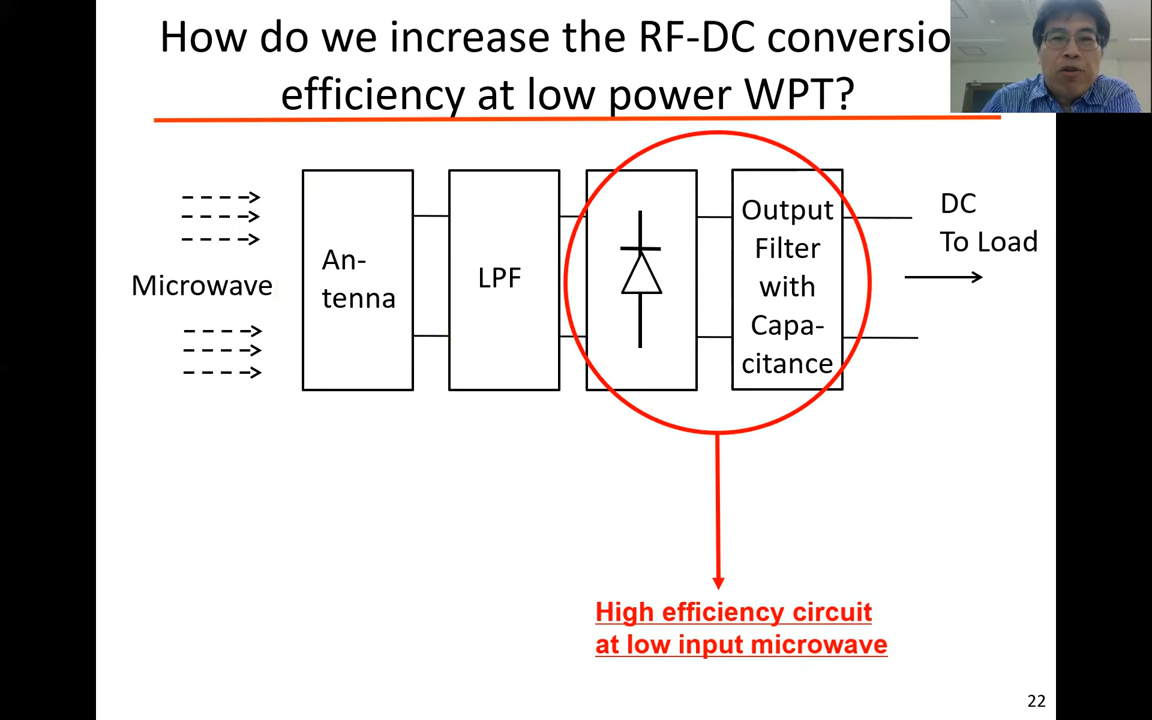 How do we increase the RF-DC conversio
efficiency at low power WPT?
Microwave
An-
tenna
LPF
Output
Filter
with
Capa-
citance
DC
To Load
High efficiency circuit
at low input microwave
22